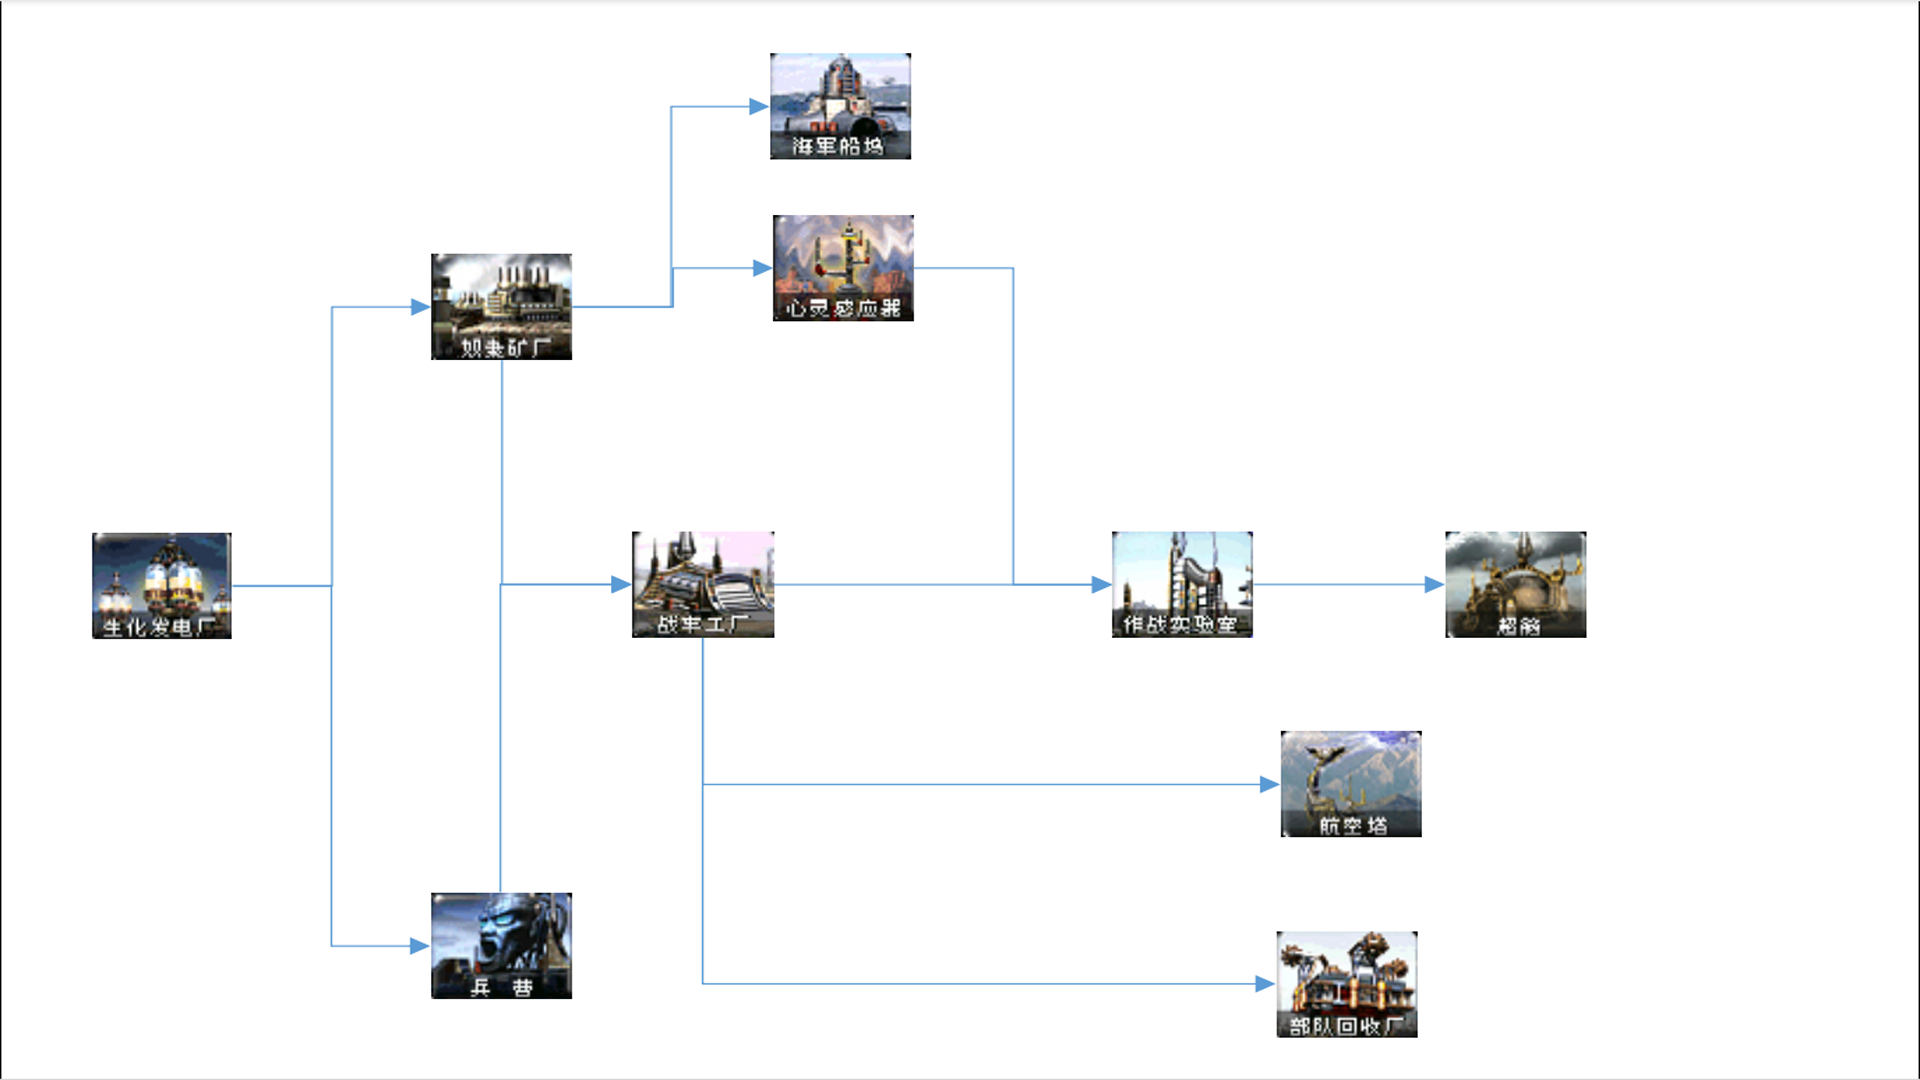 海军船坞
心灵感应器
奴隶矿厂
生化发电厂
战车工厂
作战实验室
超脑
航空塔
兵 营
部队回收厂